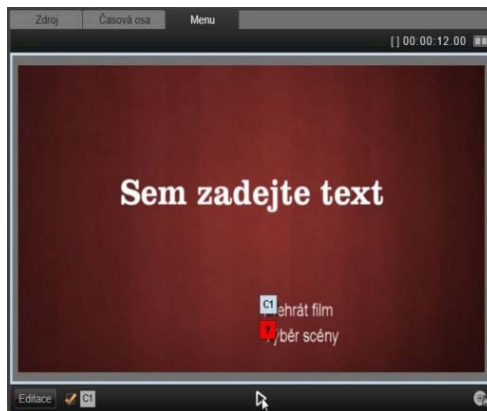 Zdroj Časová osa Menu
[ ] 00:00:12.00
Sem zadejte text
C1 ehrát film
? ýběr scény
Editace C1